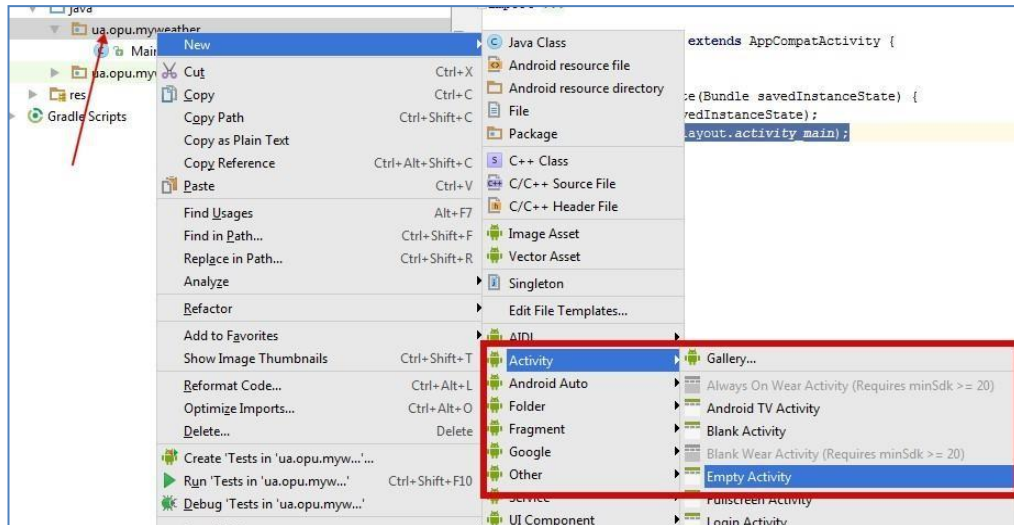 java
ua.opu.myweather
Mai
ua.opu.my
res
Gradle Scripts
extends AppCompatActivity {
te(Bundle savedInstanceState) {
vedInstanceState);
layout.activity_main);
New
Cut Ctrl+X
Copy Ctrl+C
Copy Path Ctrl+Shift+C
Copy as Plain Text
Copy Reference Ctrl+Alt+Shift+C
Paste Ctrl+V
Find Usages Alt+F7
Find in Path... Ctrl+Shift+F
Replace in Path... Ctrl+Shift+R
Analyze
Refactor
Add to Favorites
Show Image Thumbnails Ctrl+Shift+T
Reformat Code... Ctrl+Alt+L
Optimize Imports... Ctrl+Alt+O
Delete... Delete
Create 'Tests in 'ua.opu.myw...'...
Run 'Tests in 'ua.opu.myw...' Ctrl+Shift+F10
Debug 'Tests in 'ua.opu.myw...'
Java Class
Android resource file
Android resource directory
File
Package
C++ Class
C/C++ Source File
C/C++ Header File
Image Asset
Vector Asset
Singleton
Edit File Templates...
AIDL
Activity
Android Auto
Folder
Fragment
Google
Other
Service
UI Component
Gallery...
Always On Wear Activity (Requires minSdk >= 20)
Android TV Activity
Blank Activity
Blank Wear Activity (Requires minSdk >= 20)
Empty Activity
Fullscreen Activity
Login Activity